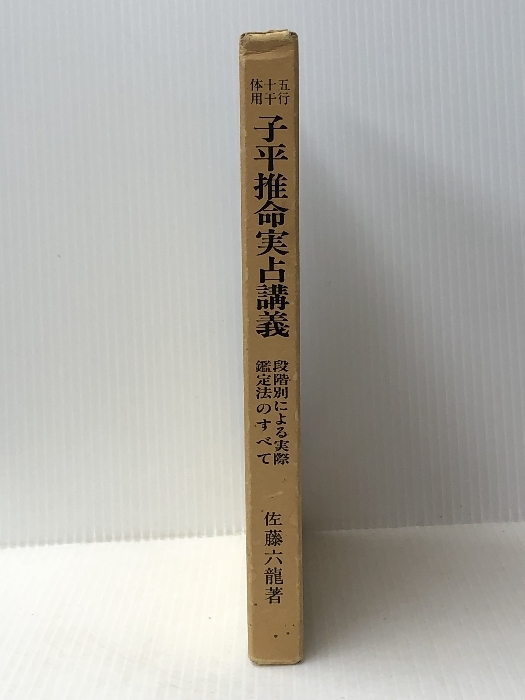 五行
十干
体用
子平推命実占講義
段階別による実際
鑑定法のすべて
佐藤六龍著